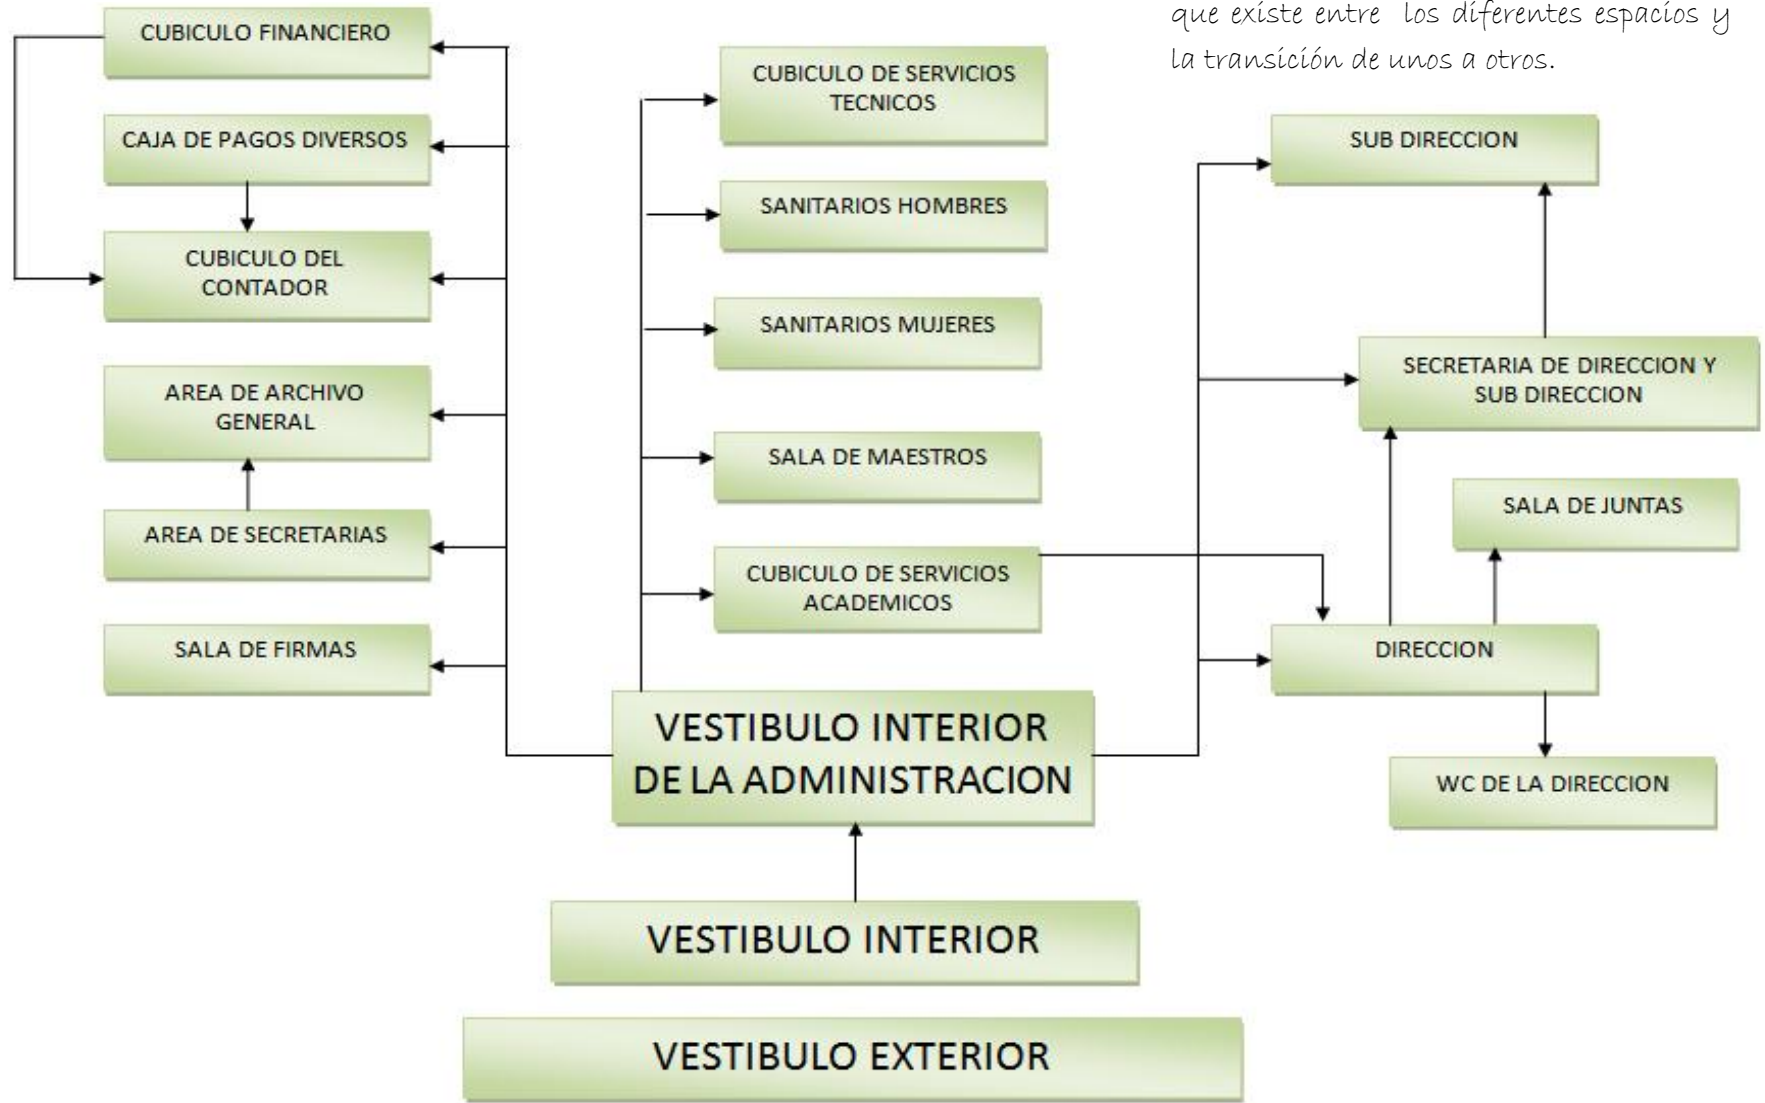 que existe entre los diferentes espacios y
la transición de unos a otros.
CUBICULO FINANCIERO
CAJA DE PAGOS DIVERSOS
CUBICULO DEL
CONTADOR
AREA DE ARCHIVO
GENERAL
AREA DE SECRETARIAS
SALA DE FIRMAS
CUBICULO DE SERVICIOS
TECNICOS
SANITARIOS HOMBRES
SANITARIOS MUJERES
SALA DE MAESTROS
CUBICULO DE SERVICIOS
ACADEMICOS
SUB DIRECCION
SECRETARIA DE DIRECCION Y
SUB DIRECCION
SALA DE JUNTAS
DIRECCION
WC DE LA DIRECCION
VESTIBULO INTERIOR
DE LA ADMINISTRACION
VESTIBULO INTERIOR
VESTIBULO EXTERIOR